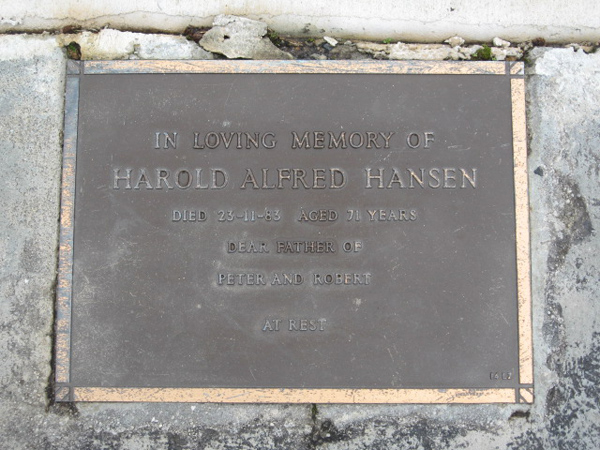 IN LOVING MEMORY OF
HAROLD ALFRED HANSEN
DIED 23-11-83 AGED 71 YEARS
DEAR FATHER OF
PETER AND ROBERT
AT REST